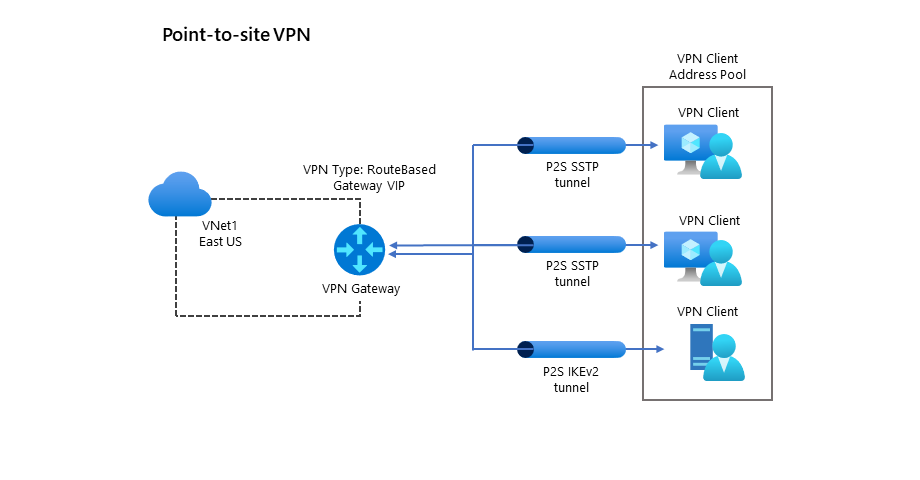 Point-to-site VPN
VPN Client
Address Pool
VPN Client
P2S SSTP
tunnel
VPN Type: RouteBased
Gateway VIP
VNet1
East US
VPN Gateway
VPN Client
P2S SSTP
tunnel
VPN Client
P2S IKEv2
tunnel